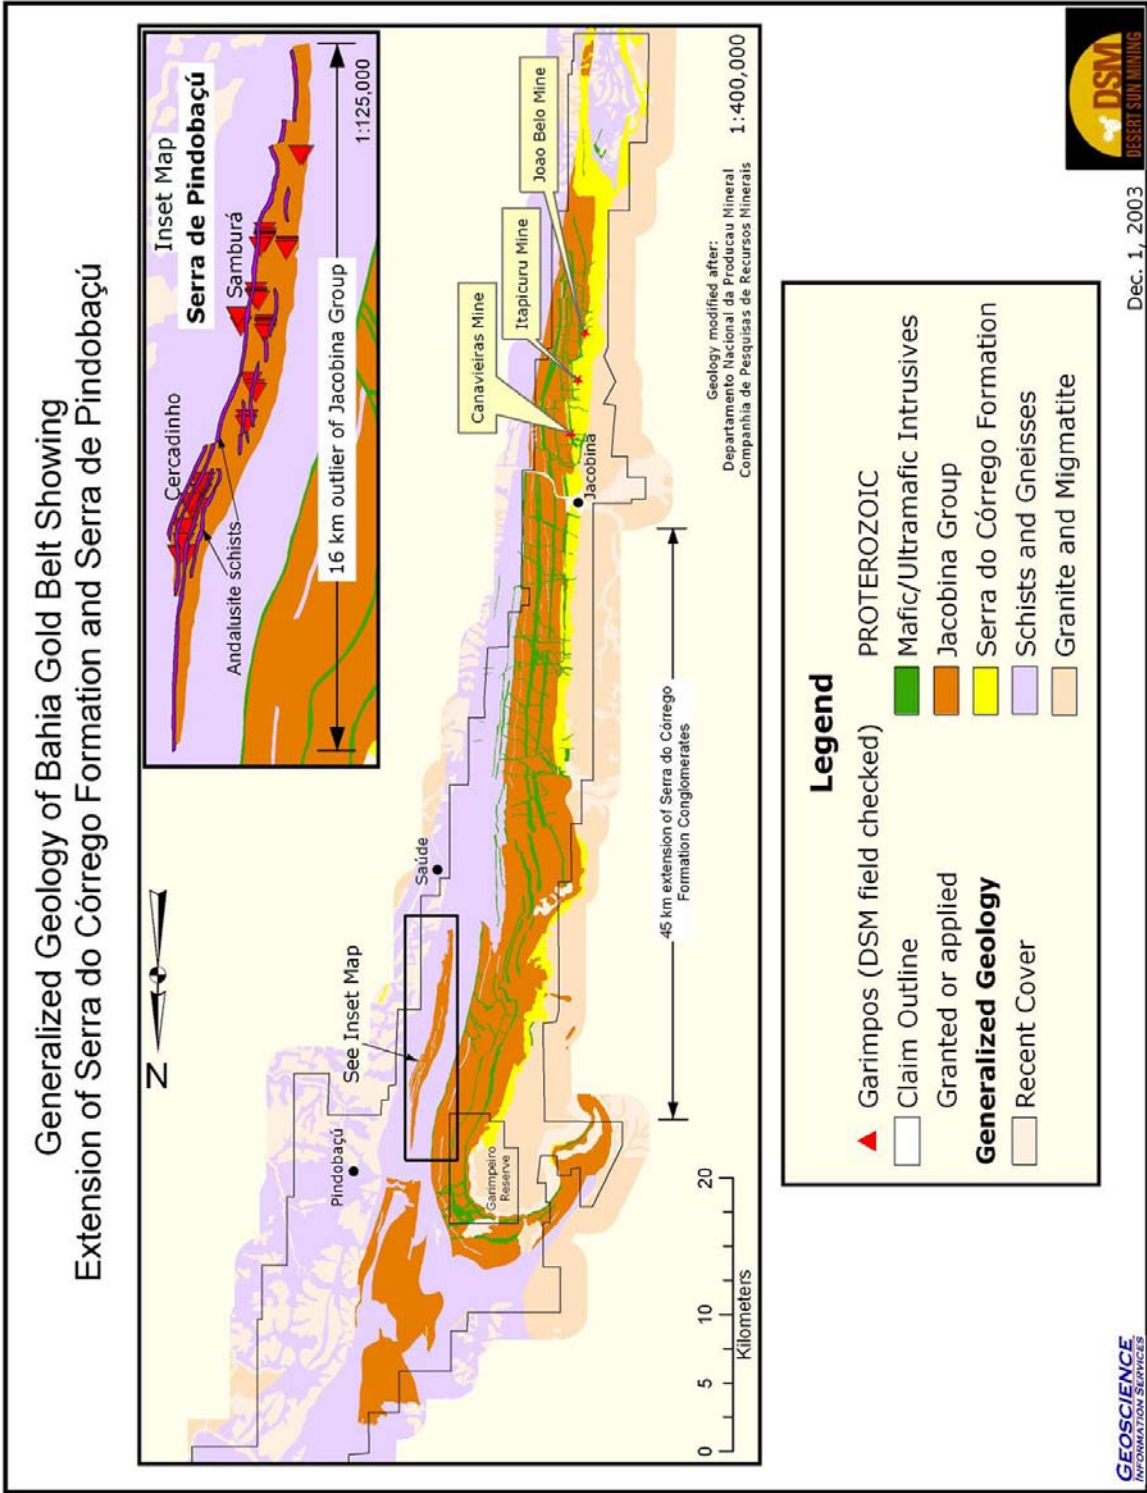 Generalized Geology of Bahia Gold Belt Showing
Extension of Serra do Córrego Formation and Serra de Pindobaçú
N
Inset Map
Serra de Pindobaçú
Cercadinho
Samburá
Andalusite schists
16 km outlier of Jacobina Group
1:125,000
Pindobaçú
See Inset Map
Saúde
Canavieiras Mine
Itapicuru Mine
Joao Belo Mine
Garimpeiro
Reserve
Jacobina
45 km extension of Serra do Córrego
Formation Conglomerates
Geology modified after:
Departamento Nacional da Producau Mineral
Companhia de Pesquisas de Recursos Minerais
1:400,000
0 5 10 20
Kilometers
Legend
Garimpos (DSM field checked)
Claim Outline
Granted or applied
Generalized Geology
Recent Cover
PROTEROZOIC
Mafic/Ultramafic Intrusives
Jacobina Group
Serra do Córrego Formation
Schists and Gneisses
Granite and Migmatite
GEOSCIENCE
INFORMATION SERVICES
Dec. 1, 2003
DSM
DESERT SUN MINING